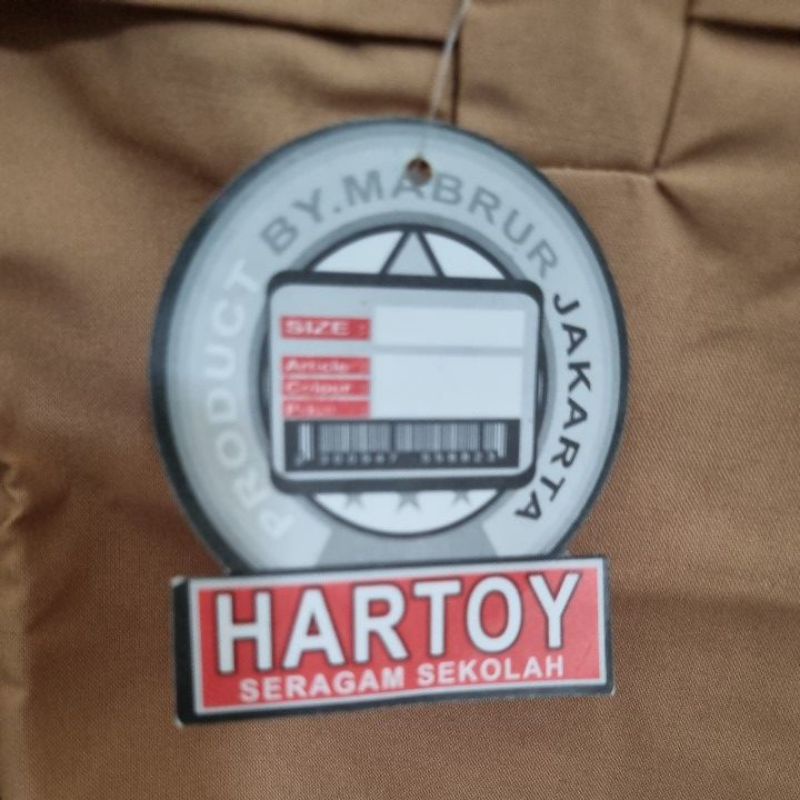 PRODUCT BY.MABRUR JAKARTA
SIZE :
Article
Colour
HARTOY
SERAGAM SEKOLAH